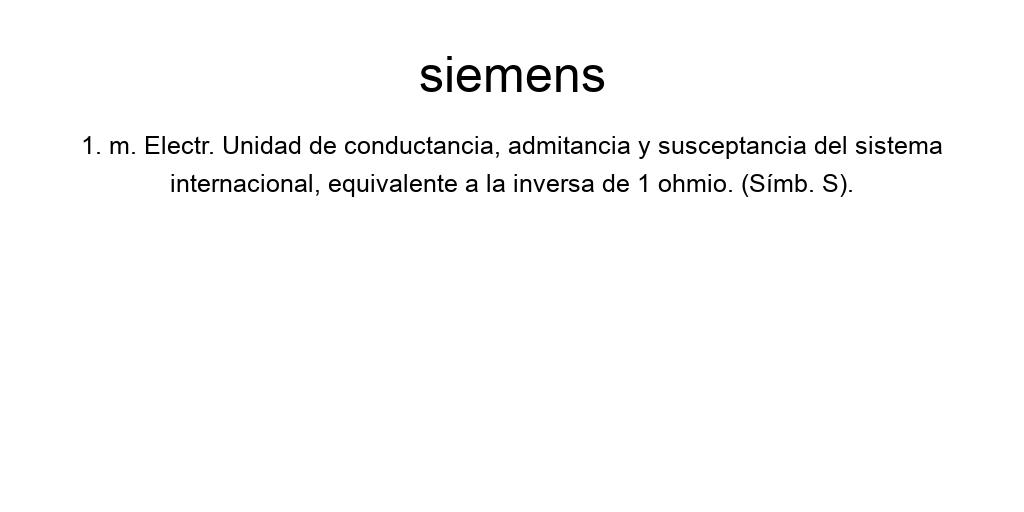 siemens
1. m. Electr. Unidad de conductancia, admitancia y susceptancia del sistema
internacional, equivalente a la inversa de 1 ohmio. (Símb. S).